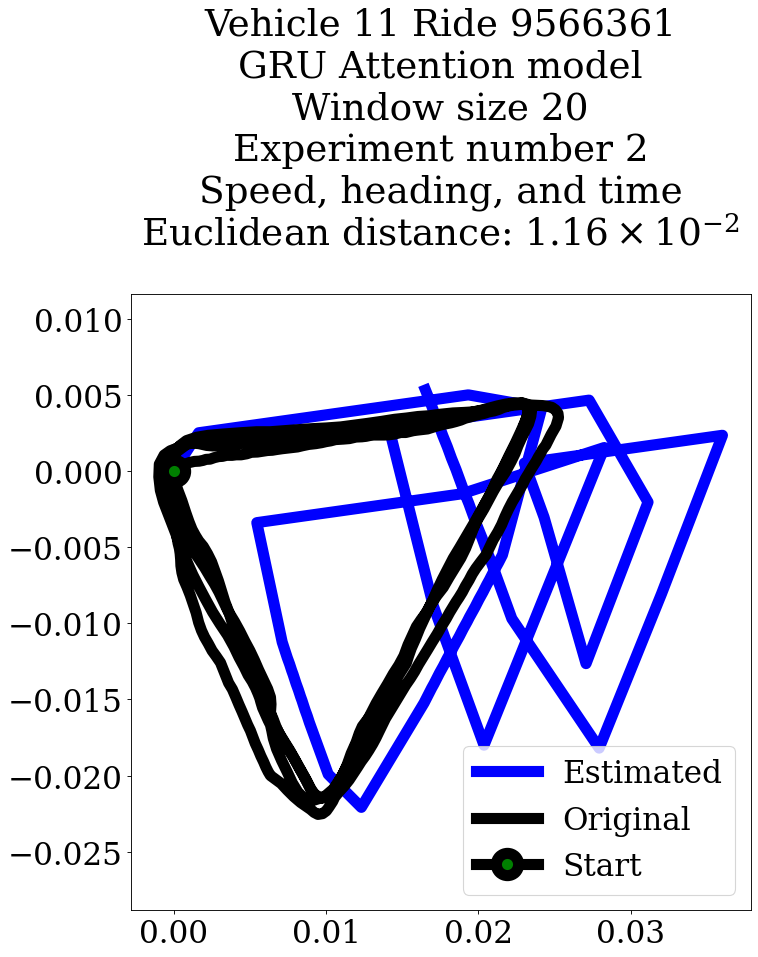 Vehicle 11 Ride 9566361
GRU Attention model
Window size 20
Experiment number 2
Speed, heading, and time
Euclidean distance: 1.16 × 10⁻²
0.010
0.005
0.000
−0.005
−0.010
−0.015
−0.020
−0.025
Estimated
Original
Start
0.00 0.01 0.02 0.03